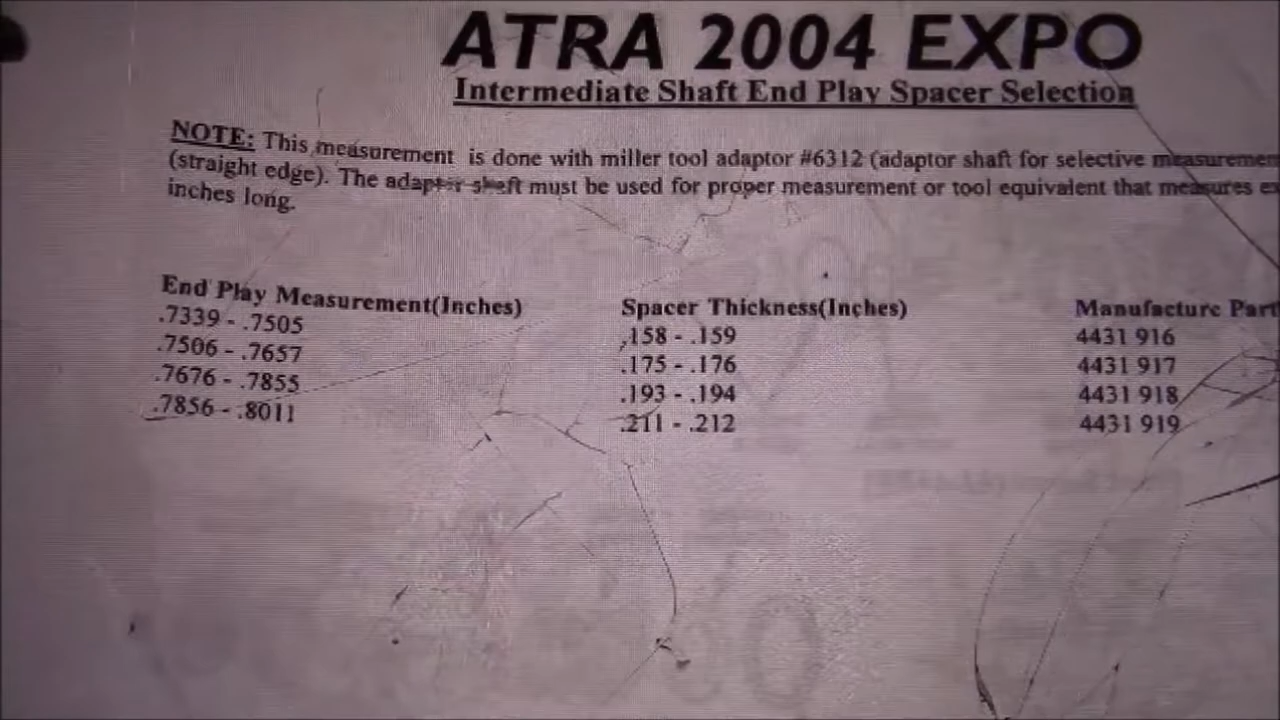 ATRA 2004 EXPO
Intermediate Shaft End Play Spacer Selection
NOTE: This measurement is done with miller tool adaptor #6312 (adaptor shaft for selective
(straight edge). The adaptor shaft must be used for proper measurement or tool equivalent that measures
inches long.
End Play Measurement(Inches) Spacer Thickness(Inches) Manufacture Part
.7339 - .7505 .158 - .159 4431 916
.7506 - .7657 .175 - .176 4431 917
.7676 - .7855 .193 - .194 4431 918
.7856 - .8011 .211 - .212 4431 919